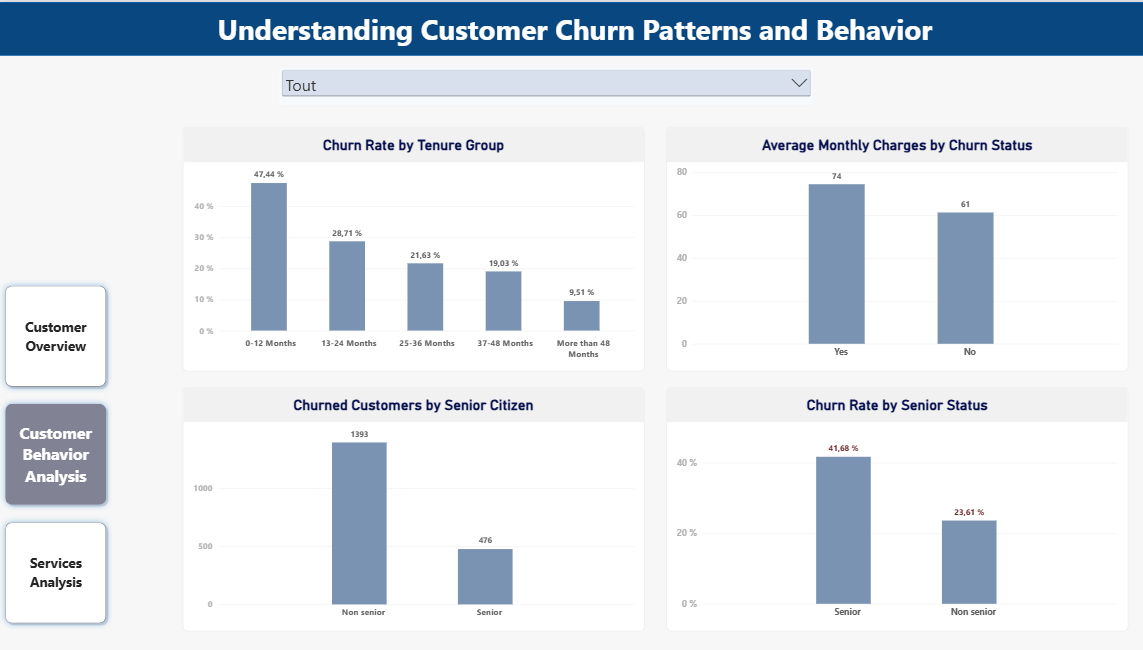 Understanding Customer Churn Patterns and Behavior
Tout
Customer
Overview
Customer
Behavior
Analysis
Services
Analysis
Churn Rate by Tenure Group
47,44 %
28,71 %
21,63 %
19,03 %
9,51 %
40 %
30 %
20 %
10 %
0 %
0-12 Months
13-24 Months
25-36 Months
37-48 Months
More than 48
Months
Average Monthly Charges by Churn Status
80
60
40
20
0
74
61
Yes
No
Churned Customers by Senior Citizen
1393
476
1000
500
0
Non senior
Senior
Churn Rate by Senior Status
41,68 %
23,61 %
40 %
20 %
0 %
Senior
Non senior